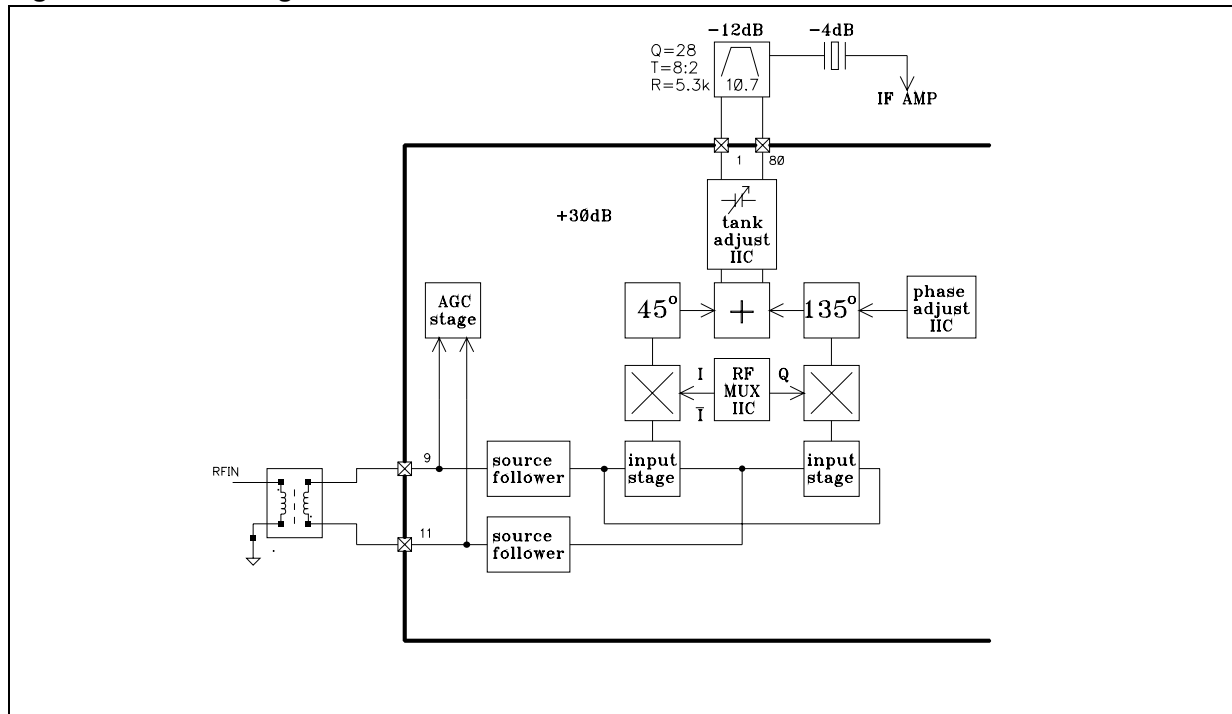 -12dB
-4dB
Q=28
T=8:2
R=5.3k
10.7
IF AMP
1
80
+30dB
tank
adjust
IIC
AGC
stage
45°
+
135°
phase
adjust
IIC
I
RF
MUX
IIC
Q
I̅
9
source
follower
input
stage
input
stage
RFIN
11
source
follower